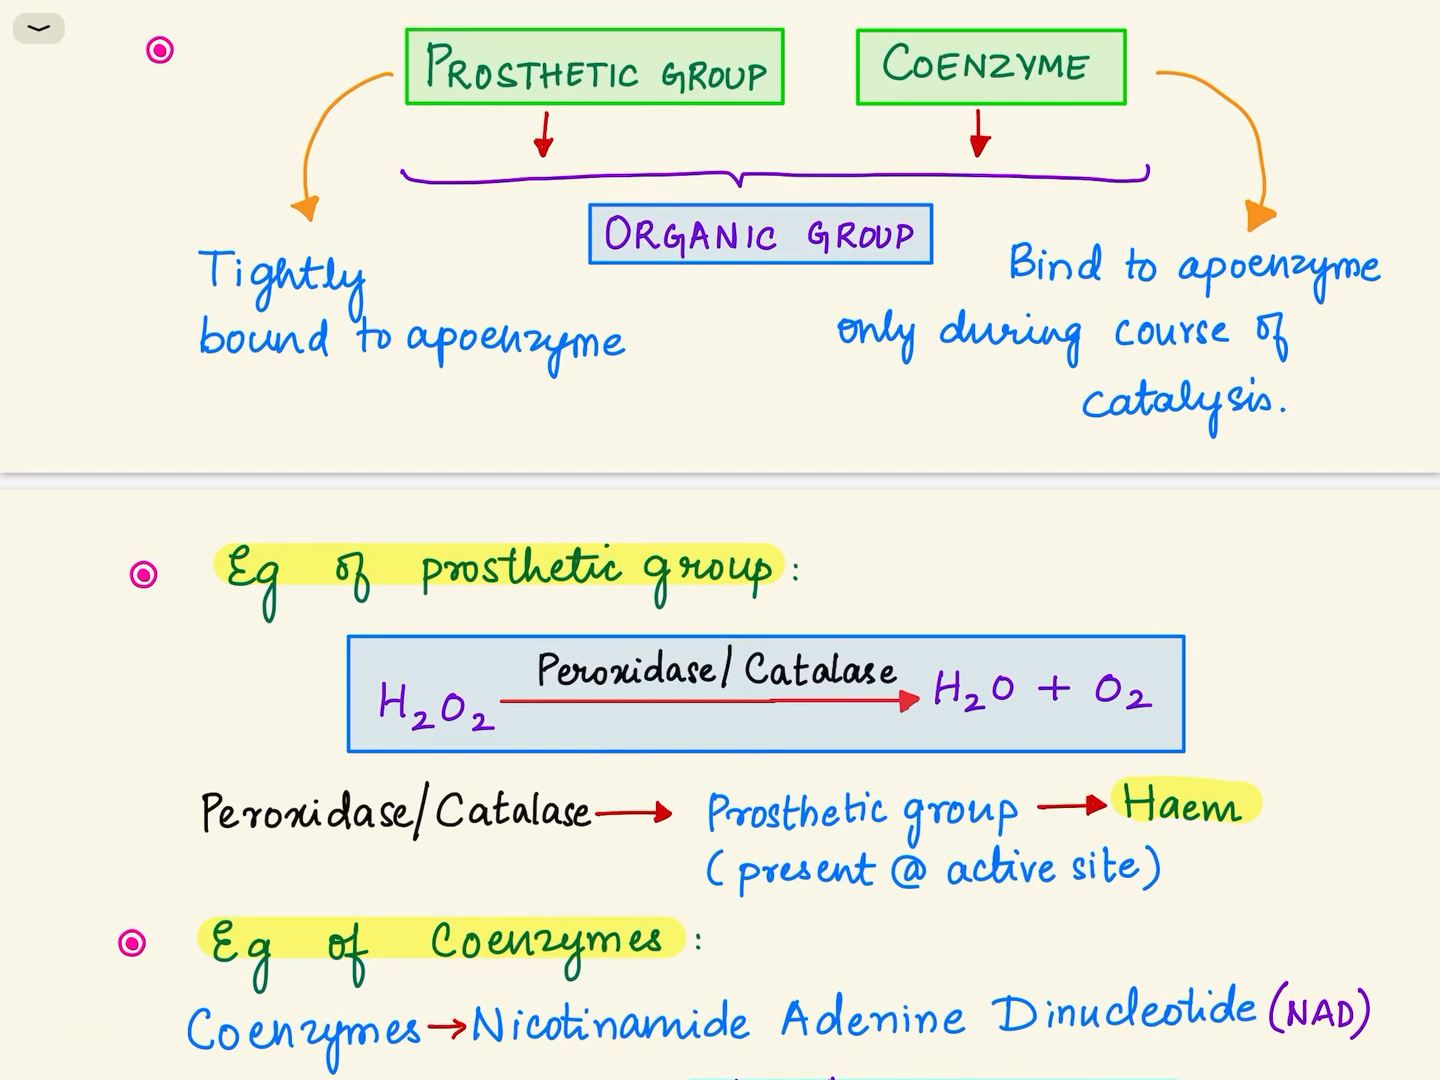 PROSTHETIC GROUP
COENZYME
ORGANIC GROUP
Tightly
bound to apoenzyme
Bind to apoenzyme
only during course of
catalysis.
Eg of prosthetic group :
Peroxidase/Catalase
H₂O₂ → H₂O + O₂
Peroxidase/Catalase → Prosthetic group → Haem
(present @ active site)
Eg of Coenzymes :
Coenzymes → Nicotinamide Adenine Dinucleotide (NAD)